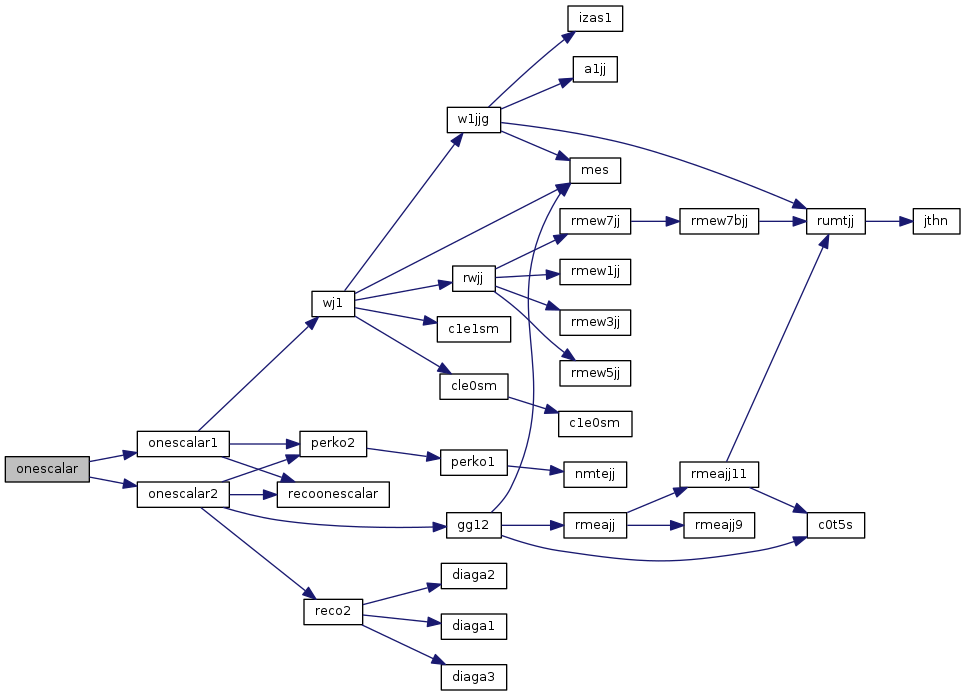 izas1
a1jj
w1jjg
mes
rmew7jj
rmew7bjj
rumtjj
jthn
rwjj
rmew1jj
wj1
rmew3jj
c1e1sm
rmew5jj
cle0sm
c1e0sm
onescalar1
perko2
onescalar
perko1
nmtejj
rmeajj11
onescalar2
recoonescalar
gg12
rmeajj
rmeajj9
c0t5s
diaga2
reco2
diaga1
diaga3